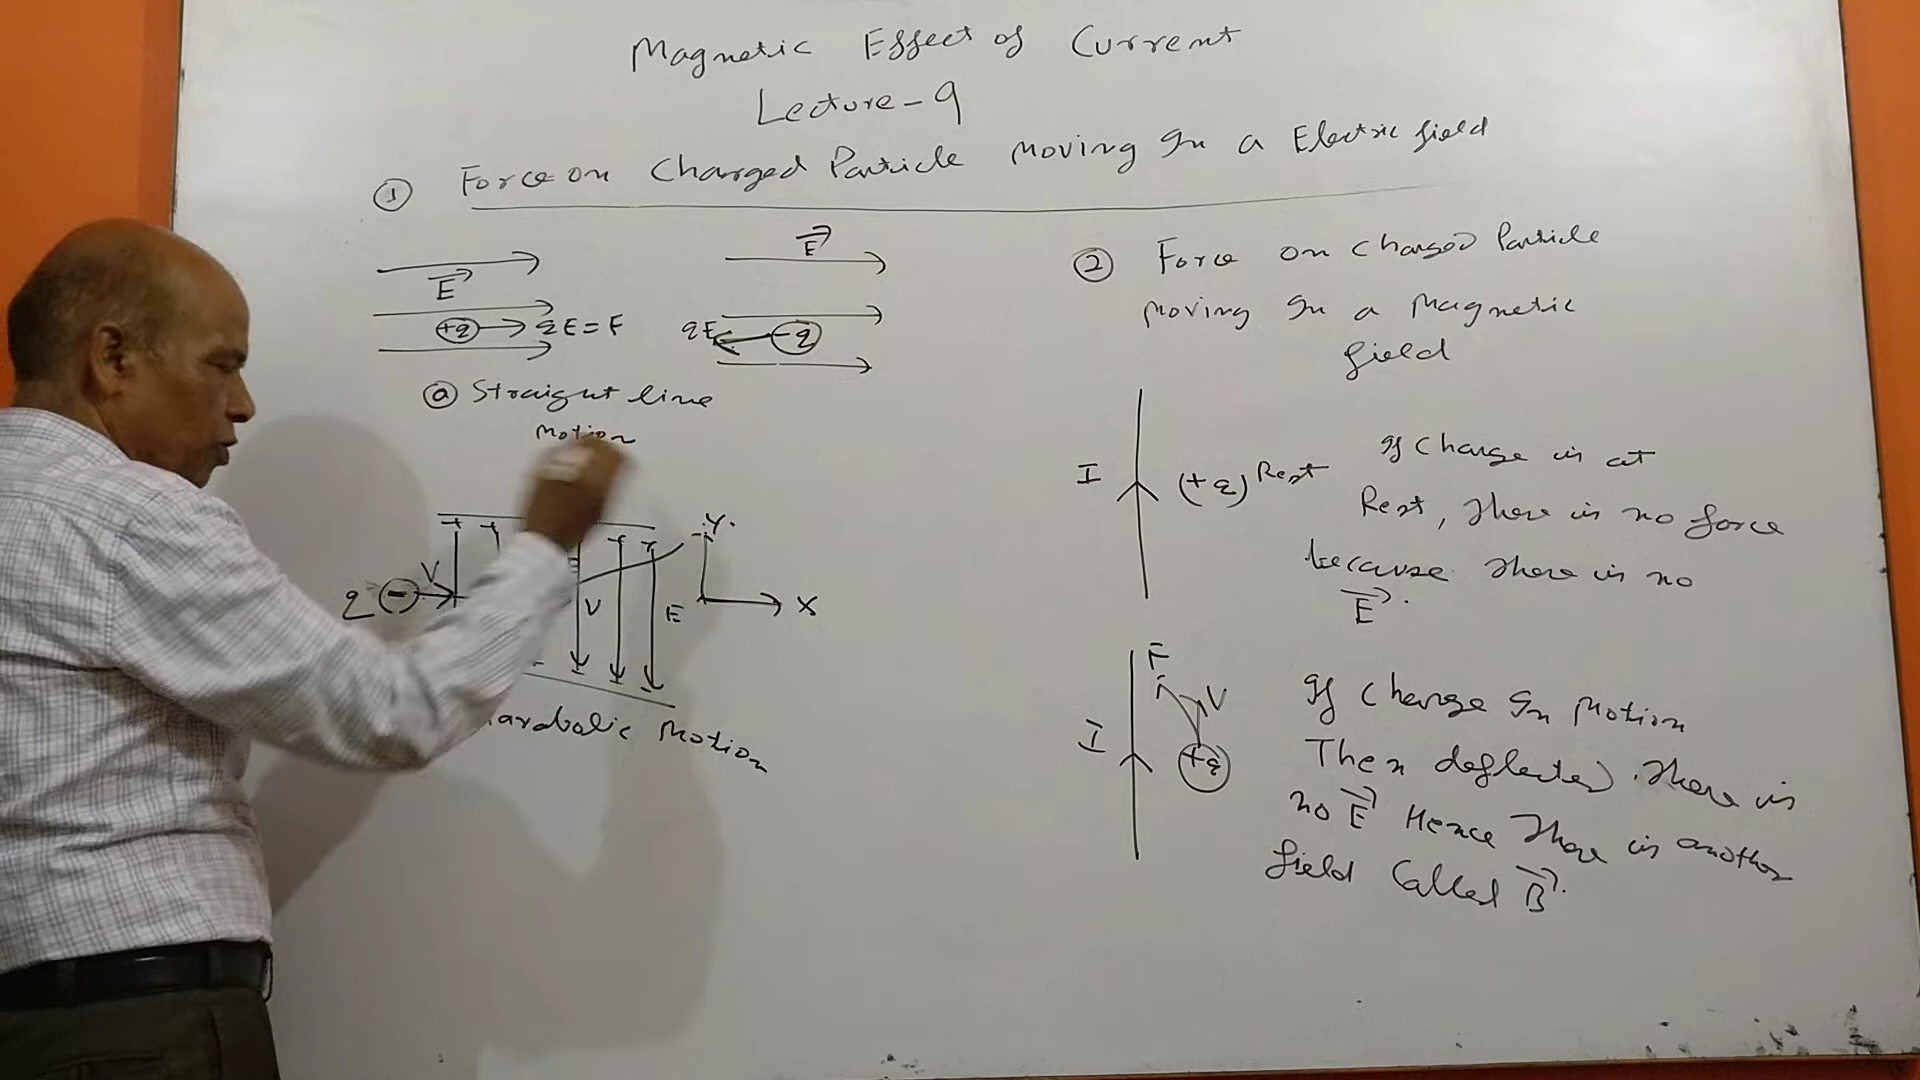 Magnetic Effect of Current
Lecture-9
① Force on Charged Particle moving In a Electric field
E
+q → qE = F
ⓐ Straight line
Motion
E
qE -q
q - V
V E
Y
X
Parabolic Motion
② Force on Charged Particle
moving In a Magnetic
field
I (+q) Rest
If Charge is at
Rest, There is no force
because There is no
E.
F
V
I +q
If Charge In Motion
Then deflected. There is
no E Hence There is another
field Called B.